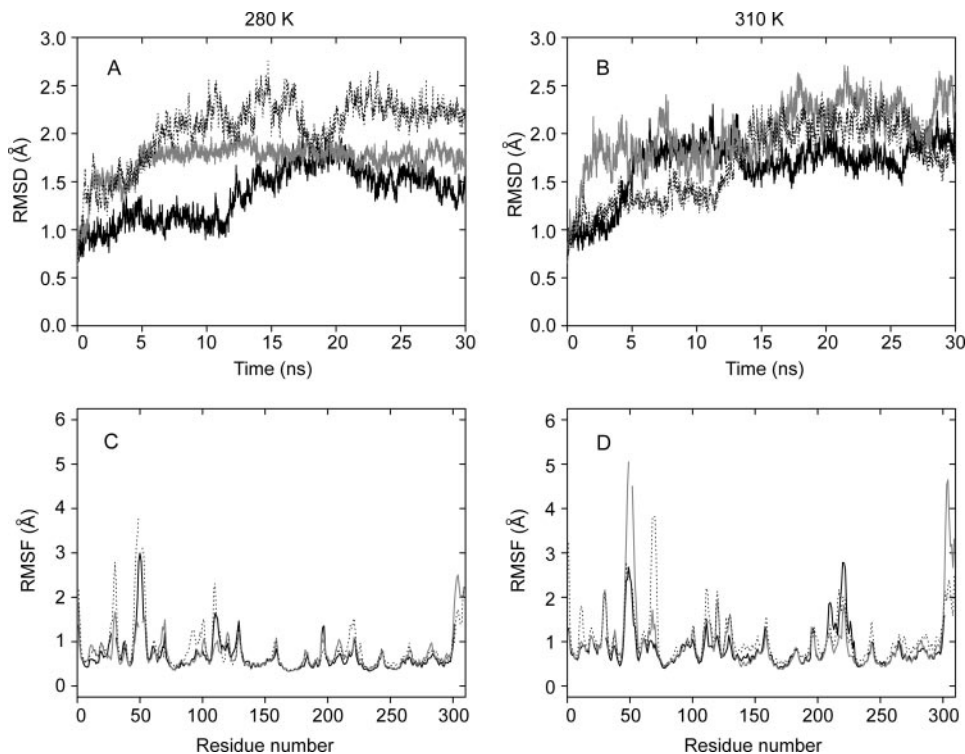 280 K
310 K
A
3.0
2.5
2.0
1.5
1.0
0.5
0.0
RMSD (Å)
0 5 10 15 20 25 30
Time (ns)
B
3.0
2.5
2.0
1.5
1.0
0.5
0.0
RMSD (Å)
0 5 10 15 20 25 30
Time (ns)
C
6
5
4
3
2
1
0
RMSF (Å)
0 50 100 150 200 250 300
Residue number
D
6
5
4
3
2
1
0
RMSF (Å)
0 50 100 150 200 250 300
Residue number